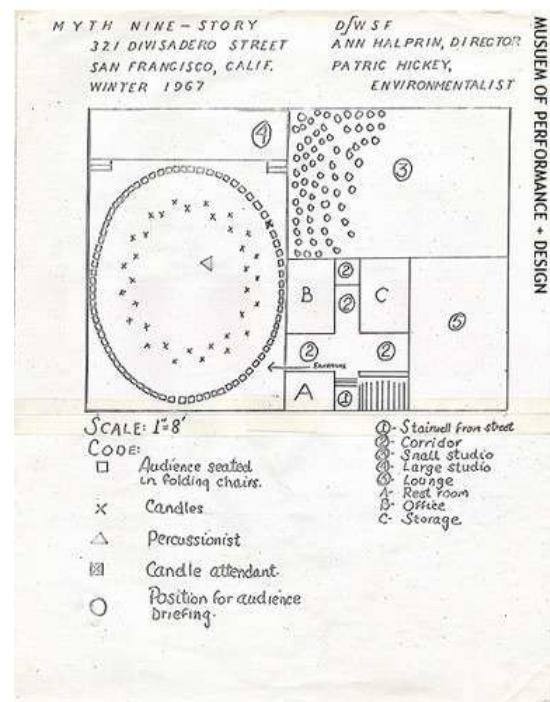 MYTH NINE-STORY
321 DIVISADERO STREET
SAN FRANCISCO, CALIF.
WINTER 1967
D/WSF
ANN HALPRIN, DIRECTOR
PATRIC HICKEY,
ENVIRONMENTALIST
MUSUEM OF PERFORMANCE + DESIGN
4
3
2
B
2
C
5
2
2
ENTRANCE
A
1
SCALE: 1"=8'
CODE:
Audience seated
in folding chairs.
Candles
Percussionist
Candle attendant.
Position for audience
briefing.
1- Stairwell from street
2- Corridor
3- Small studio
4- Large studio
5- Lounge
A- Rest room
B- Office
C- Storage